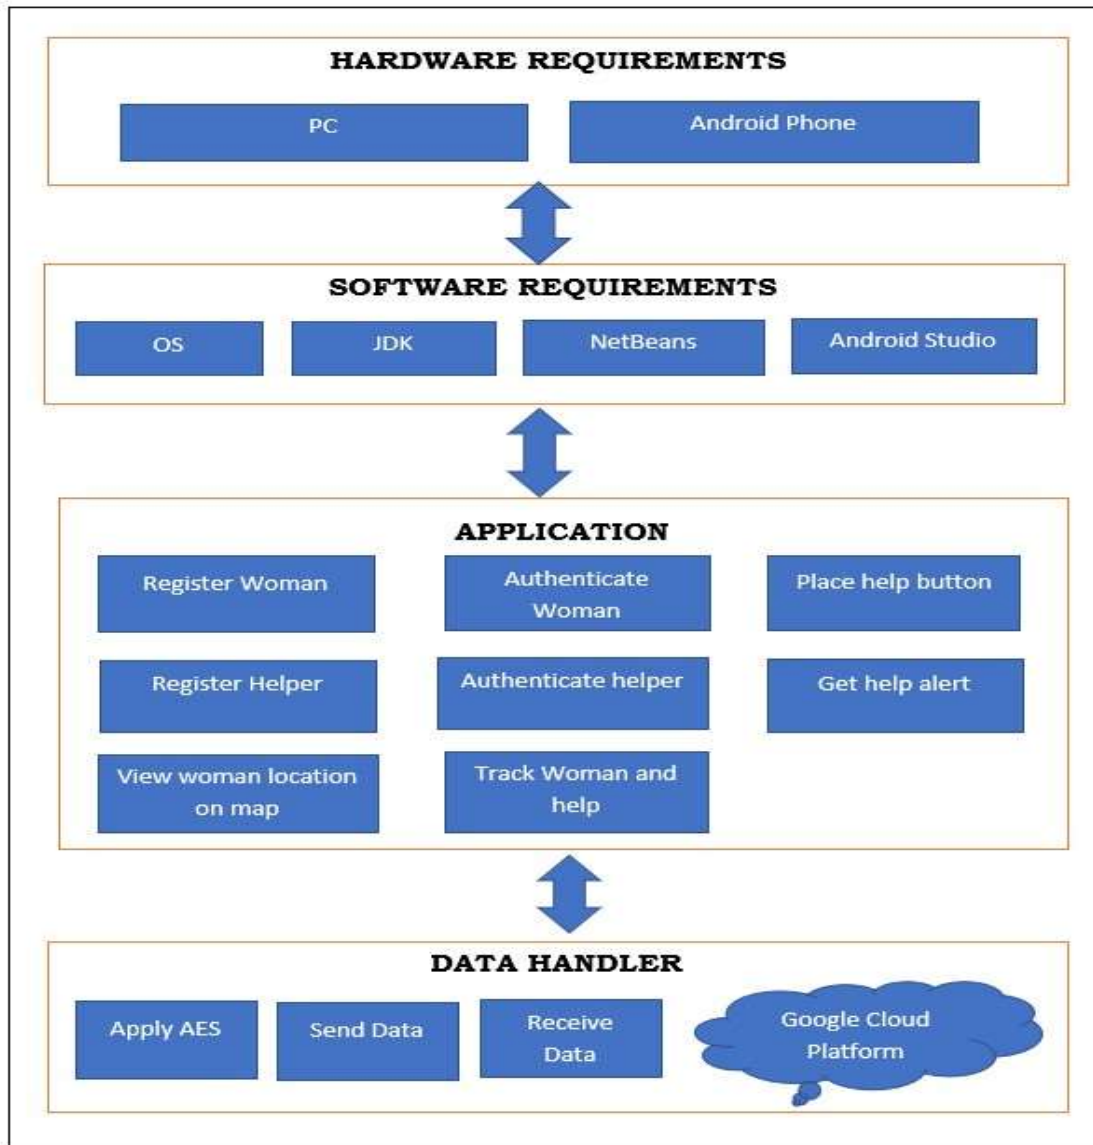 HARDWARE REQUIREMENTS
PC
Android Phone
SOFTWARE REQUIREMENTS
OS
JDK
NetBeans
Android Studio
APPLICATION
Register Woman
Authenticate
Woman
Place help button
Register Helper
Authenticate helper
Get help alert
View woman location
on map
Track Woman and
help
DATA HANDLER
Apply AES
Send Data
Receive
Data
Google Cloud
Platform